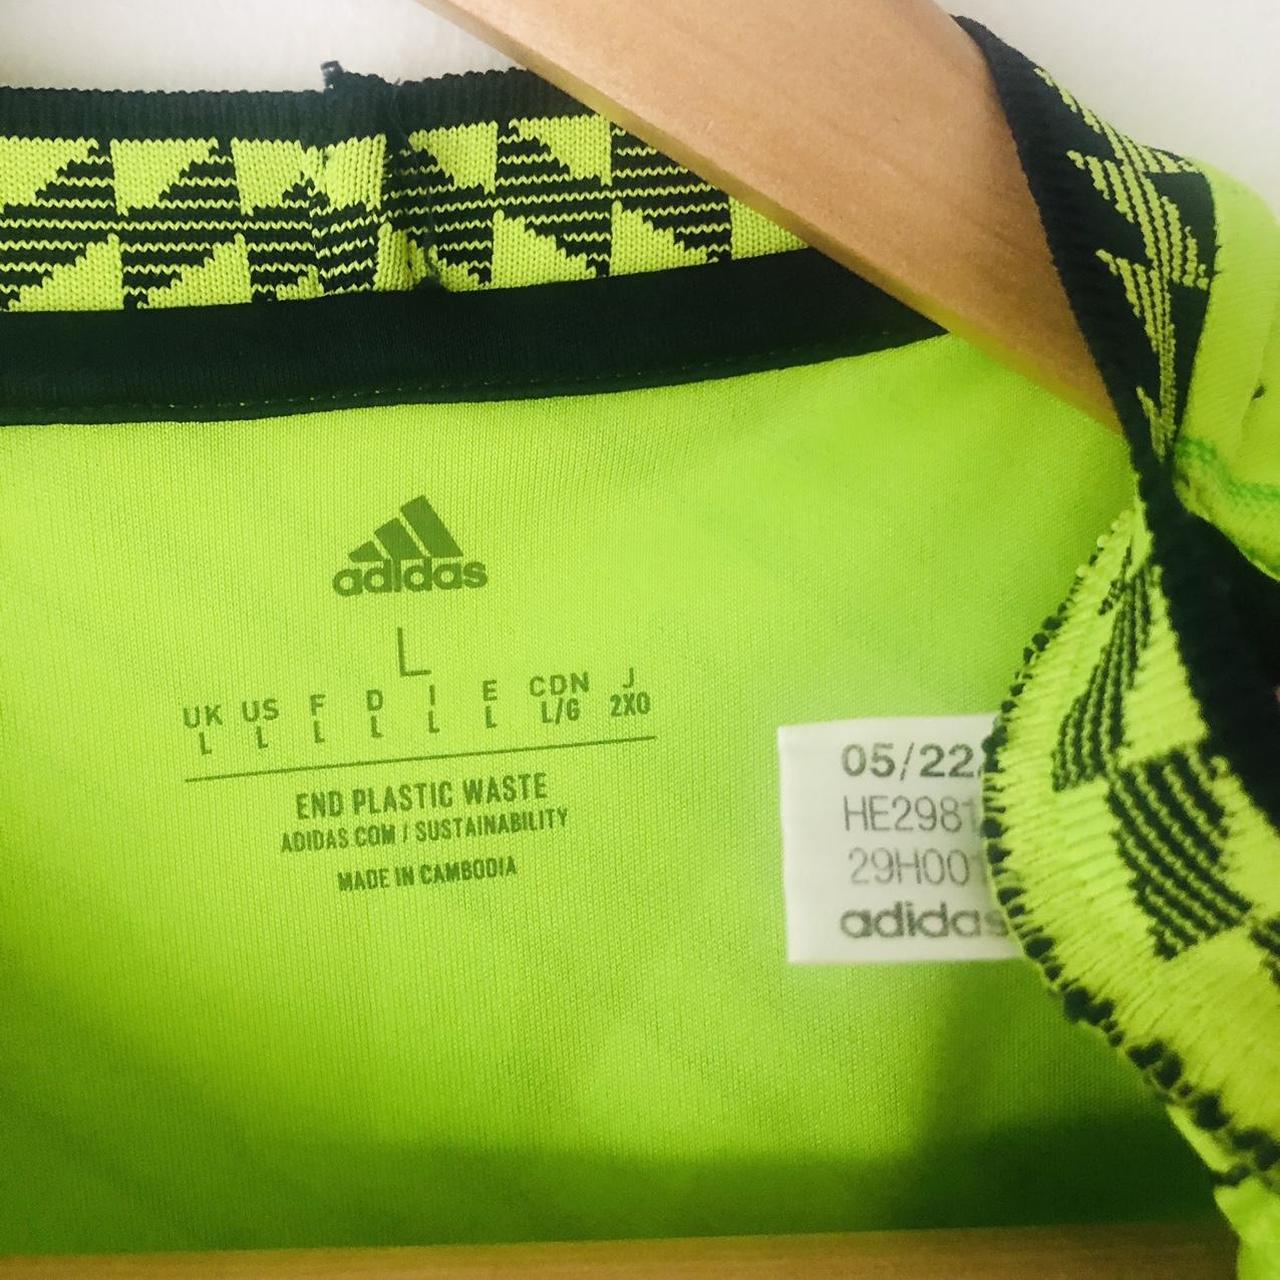 adidas
L
UK US F D I E CDN J
L L L L L L L/G 2XO
END PLASTIC WASTE
ADIDAS.COM / SUSTAINABILITY
MADE IN CAMBODIA
05/22
HE2981
29H001
adidas